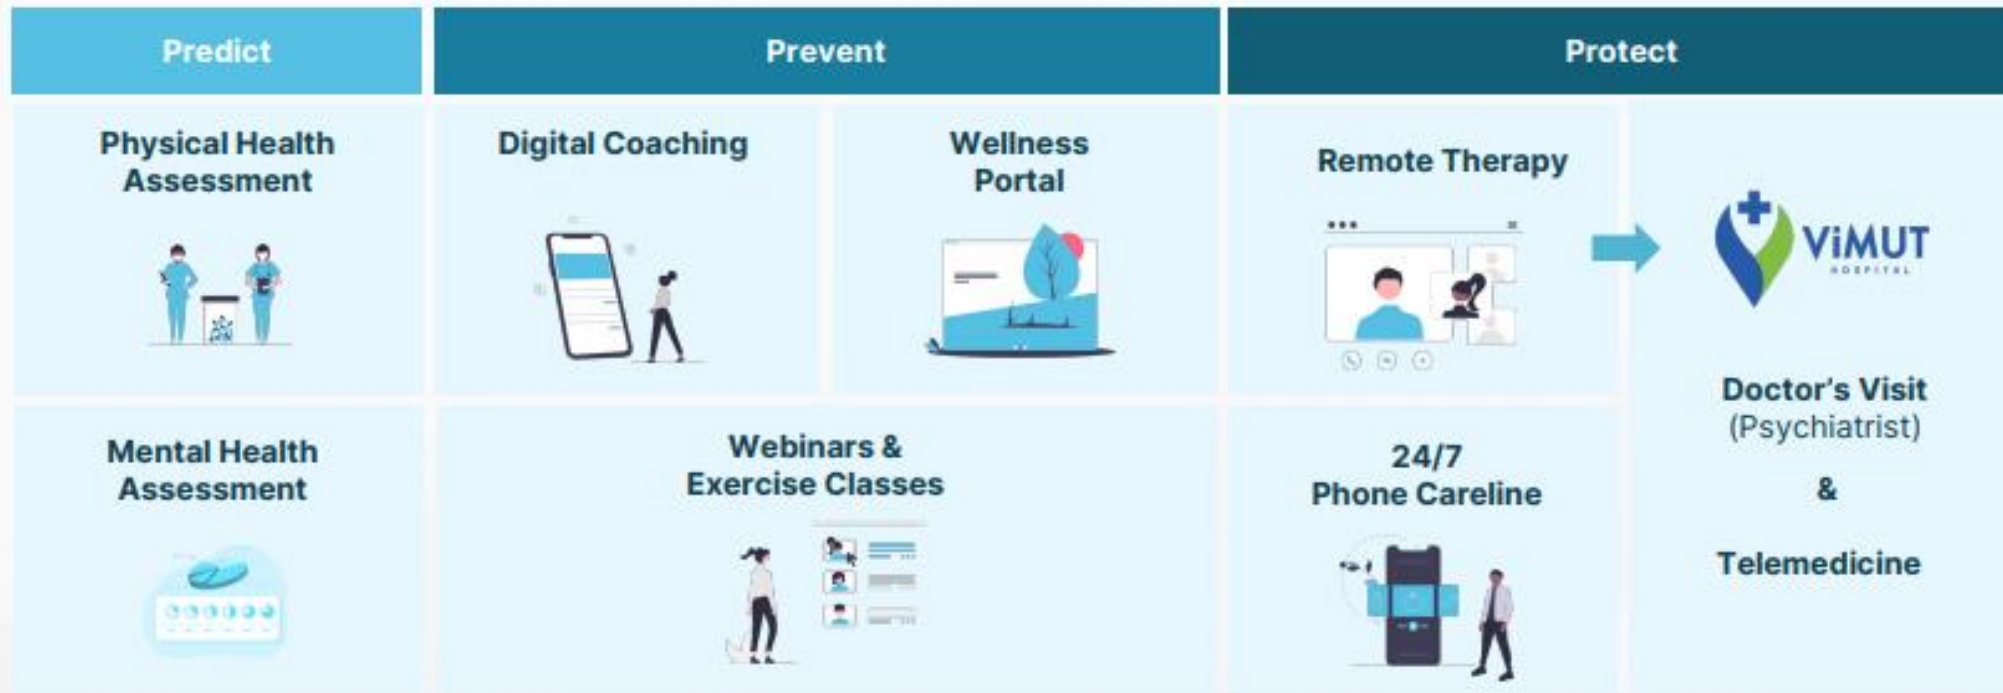 Predict
Prevent
Protect
Physical Health
Assessment
Digital Coaching
Wellness
Portal
Remote Therapy
ViMUT
HOSPITAL
Doctor's Visit
(Psychiatrist)
&
Telemedicine
Mental Health
Assessment
Webinars &
Exercise Classes
24/7
Phone Careline